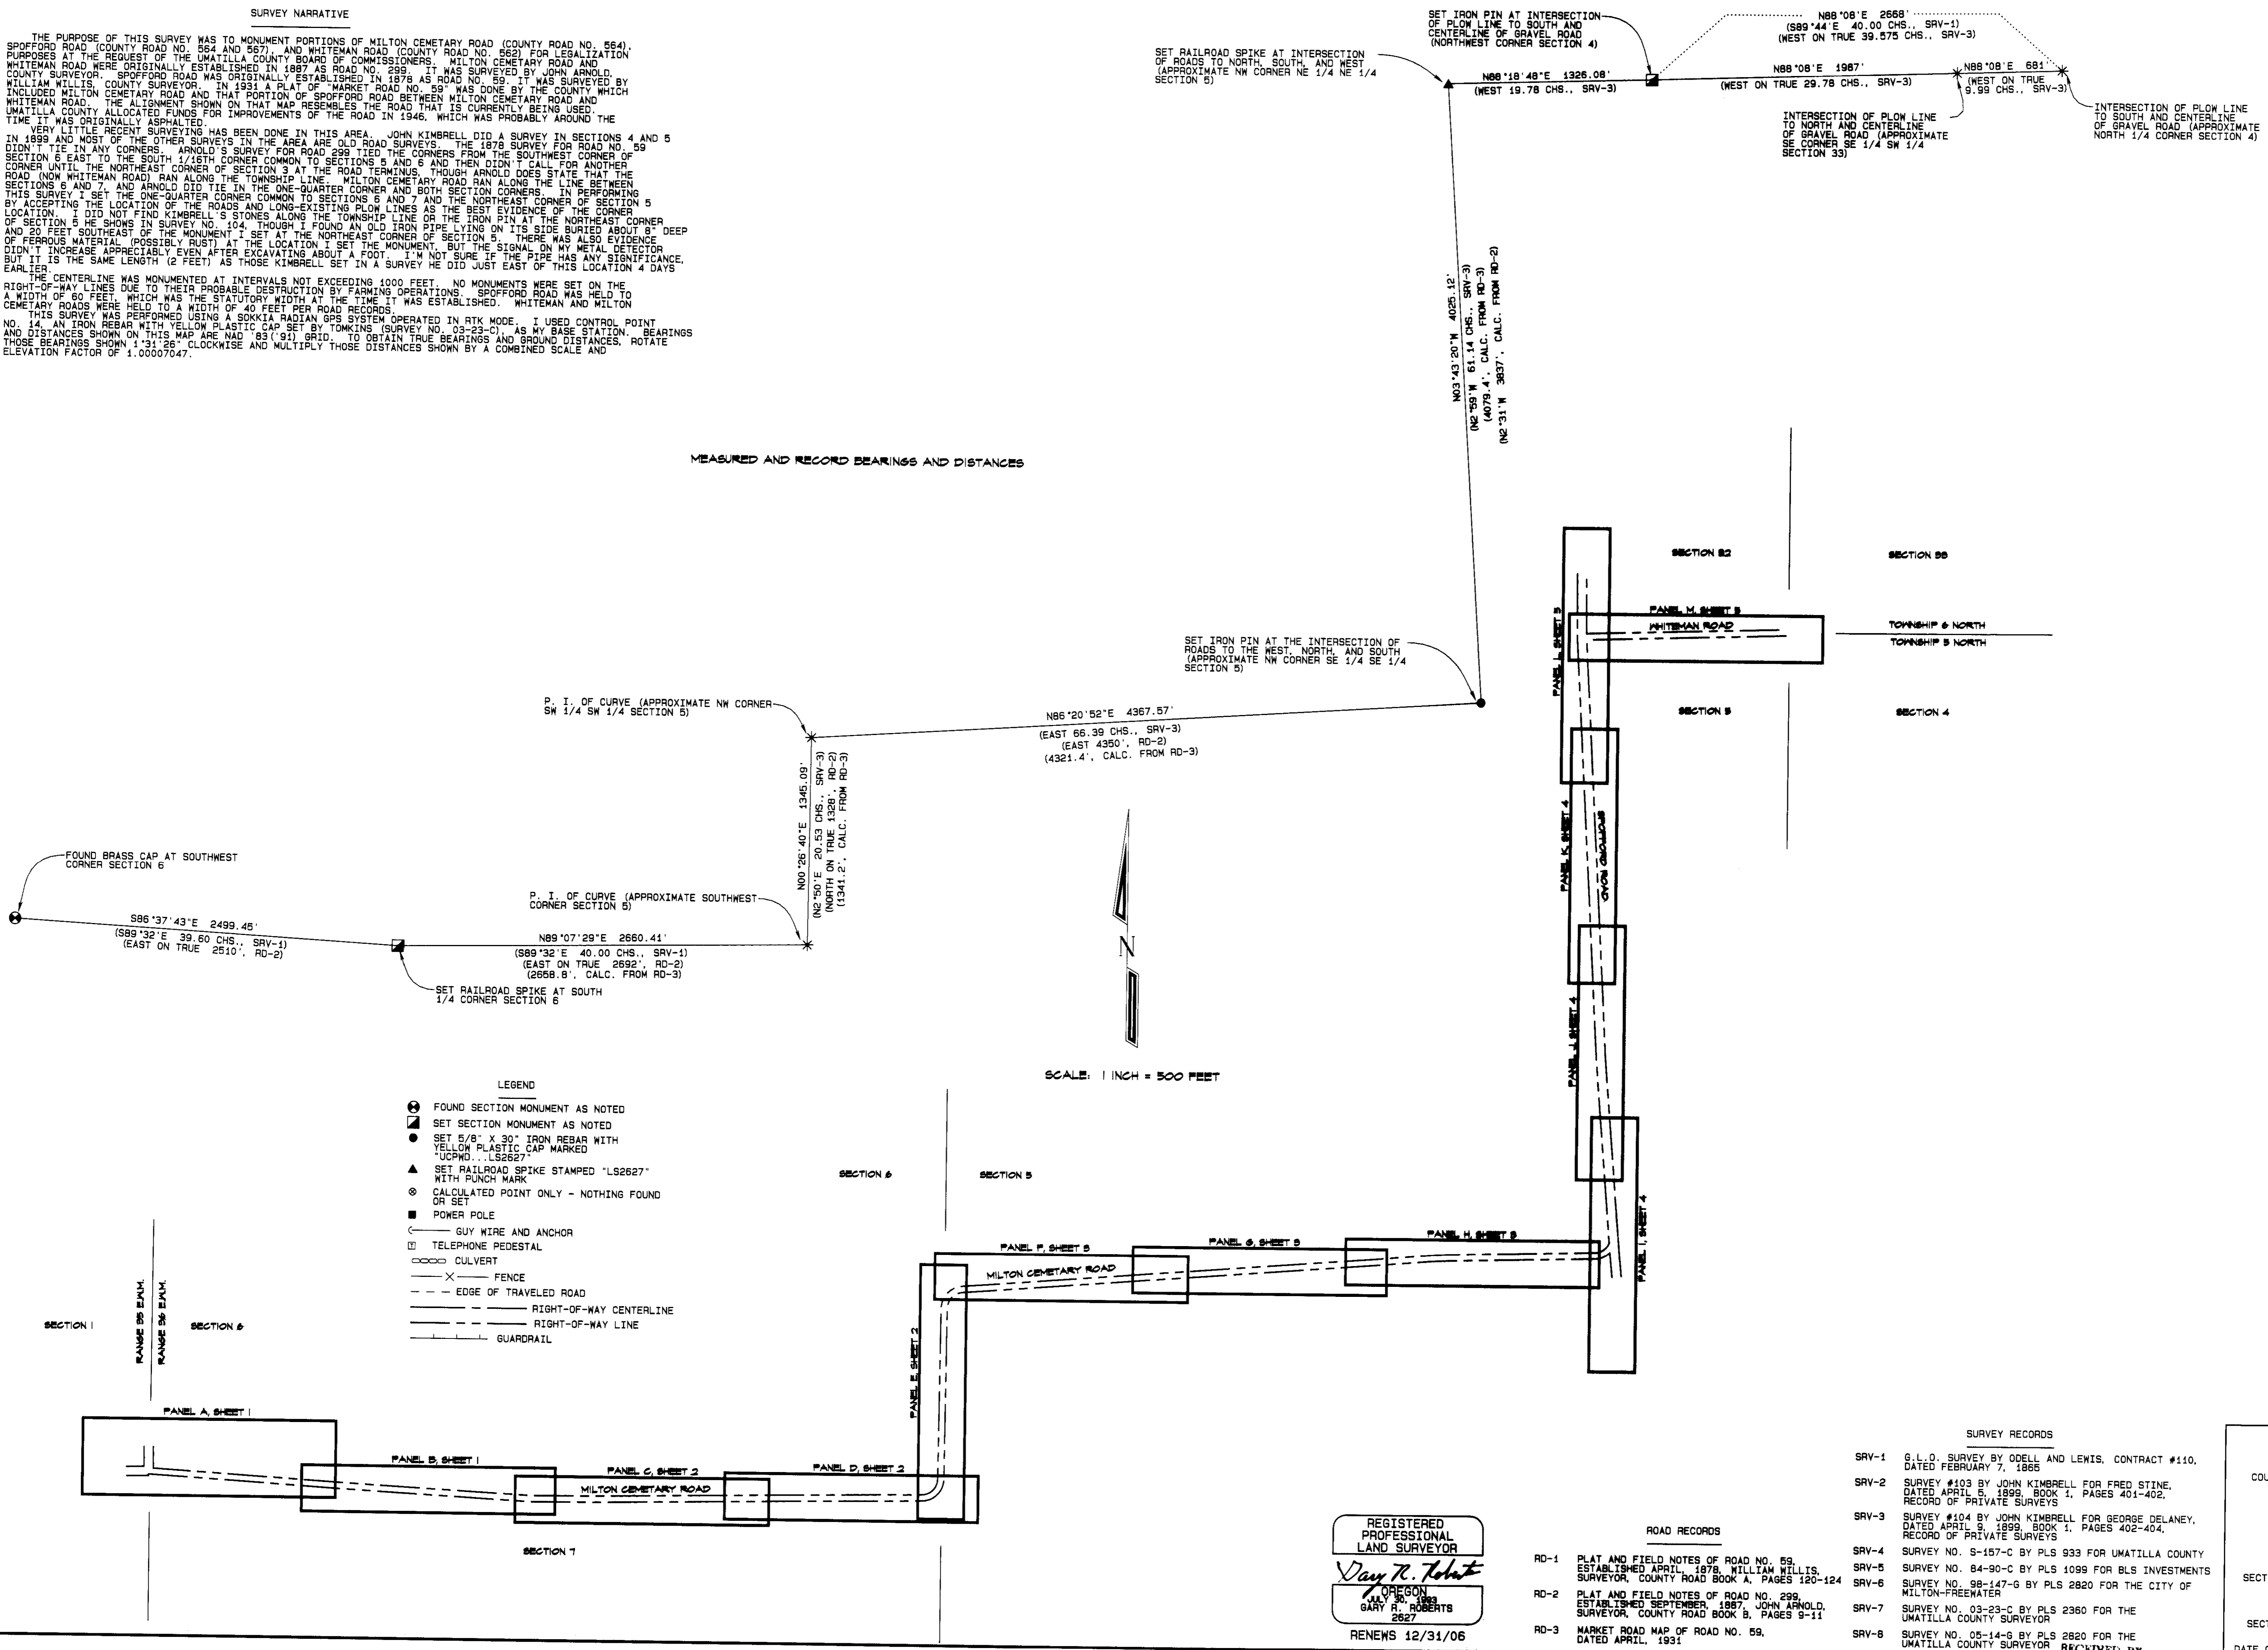 SURVEY NARRATIVE
THE PURPOSE OF THIS SURVEY WAS TO MONUMENT PORTIONS OF MILTON CEMETARY ROAD (COUNTY ROAD NO. 564),
SPOFFORD ROAD (COUNTY ROAD NO. 564 AND 567), AND WHITEMAN ROAD (COUNTY ROAD NO. 562) FOR LEGALIZATION
PURPOSES AT THE REQUEST OF THE UMATILLA COUNTY BOARD OF COMMISSIONERS. MILTON CEMETARY ROAD AND
WHITEMAN ROAD WERE ORIGINALLY ESTABLISHED IN 1887 AS ROAD NO. 299. IT WAS SURVEYED BY JOHN ARNOLD,
COUNTY SURVEYOR. SPOFFORD ROAD WAS ORIGINALLY ESTABLISHED IN 1878 AS ROAD NO. 59. IT WAS SURVEYED BY
WILLIAM WILLIS, COUNTY SURVEYOR. IN 1931 A PLAT OF "MARKET ROAD NO. 59" WAS DONE BY THE COUNTY WHICH
INCLUDED MILTON CEMETARY ROAD AND THAT PORTION OF SPOFFORD ROAD BETWEEN MILTON CEMETARY ROAD AND
WHITEMAN ROAD. THE ALIGNMENT SHOWN ON THAT MAP RESEMBLES THE ROAD THAT IS CURRENTLY BEING USED.
UMATILLA COUNTY ALLOCATED FUNDS FOR IMPROVEMENTS OF THE ROAD IN 1946, WHICH WAS PROBABLY AROUND THE
TIME IT WAS ORIGINALLY ASPHALTED.
VERY LITTLE RECENT SURVEYING HAS BEEN DONE IN THIS AREA. JOHN KIMBRELL DID A SURVEY IN SECTIONS 4 AND 5
IN 1899 AND MOST OF THE OTHER SURVEYS IN THE AREA ARE OLD ROAD SURVEYS. THE 1878 SURVEY FOR ROAD NO. 59
DIDN'T TIE IN ANY CORNERS. ARNOLD'S SURVEY FOR ROAD 299 TIED THE CORNERS FROM THE SOUTHWEST CORNER OF
SECTION 6 EAST TO THE SOUTH 1/16TH CORNER COMMON TO SECTIONS 5 AND 6 AND THEN DIDN'T CALL FOR ANOTHER
CORNER UNTIL THE NORTHEAST CORNER OF SECTION 3 AT THE ROAD TERMINUS, THOUGH ARNOLD DOES STATE THAT THE
ROAD (NOW WHITEMAN ROAD) RAN ALONG THE TOWNSHIP LINE. MILTON CEMETARY ROAD RAN ALONG THE LINE BETWEEN
SECTIONS 6 AND 7, AND ARNOLD DID TIE IN THE ONE-QUARTER CORNER AND BOTH SECTION CORNERS. IN PERFORMING
THIS SURVEY I SET THE ONE-QUARTER CORNER COMMON TO SECTIONS 6 AND 7 AND THE NORTHEAST CORNER OF SECTION 5
BY ACCEPTING THE LOCATION OF THE ROADS AND LONG-EXISTING PLOW LINES AS THE BEST EVIDENCE OF THE CORNER
LOCATION. I DID NOT FIND KIMBRELL'S STONES ALONG THE TOWNSHIP LINE OR THE IRON PIN AT THE NORTHEAST CORNER
OF SECTION 5 HE SHOWS IN SURVEY NO. 104, THOUGH I FOUND AN OLD IRON PIPE LYING ON ITS SIDE BURIED ABOUT 8" DEEP
AND 20 FEET SOUTHEAST OF THE MONUMENT I SET AT THE NORTHEAST CORNER OF SECTION 5. THERE WAS ALSO EVIDENCE
OF FERROUS MATERIAL (POSSIBLY RUST) AT THE LOCATION I SET THE MONUMENT, BUT THE SIGNAL ON MY METAL DETECTOR
DIDN'T INCREASE APPRECIABLY EVEN AFTER EXCAVATING ABOUT A FOOT. I'M NOT SURE IF THE PIPE HAS ANY SIGNIFICANCE,
BUT IT IS THE SAME LENGTH (2 FEET) AS THOSE KIMBRELL SET IN A SURVEY HE DID JUST EAST OF THIS LOCATION 4 DAYS
EARLIER.
THE CENTERLINE WAS MONUMENTED AT INTERVALS NOT EXCEEDING 1000 FEET. NO MONUMENTS WERE SET ON THE
RIGHT-OF-WAY LINES DUE TO THEIR PROBABLE DESTRUCTION BY FARMING OPERATIONS. SPOFFORD ROAD WAS HELD TO
A WIDTH OF 60 FEET, WHICH WAS THE STATUTORY WIDTH AT THE TIME IT WAS ESTABLISHED. WHITEMAN AND MILTON
CEMETARY ROADS WERE HELD TO A WIDTH OF 40 FEET PER ROAD RECORDS.
THIS SURVEY WAS PERFORMED USING A SOKKIA RADIAN GPS SYSTEM OPERATED IN RTK MODE. I USED CONTROL POINT
NO. 14, AN IRON REBAR WITH YELLOW PLASTIC CAP SET BY TOMKINS (SURVEY NO. 03-23-C), AS MY BASE STATION. BEARINGS
AND DISTANCES SHOWN ON THIS MAP ARE NAD '83('91) GRID. TO OBTAIN TRUE BEARINGS AND GROUND DISTANCES, ROTATE
THOSE BEARINGS SHOWN 1°31'26" CLOCKWISE AND MULTIPLY THOSE DISTANCES SHOWN BY A COMBINED SCALE AND
ELEVATION FACTOR OF 1.00007047.
SET IRON PIN AT INTERSECTION
OF PLOW LINE TO SOUTH AND
CENTERLINE OF GRAVEL ROAD
(NORTHWEST CORNER SECTION 4)
N88°08'E 2668'
(S89°44'E 40.00 CHS., SRV-1)
(WEST ON TRUE 39.575 CHS., SRV-3)
SET RAILROAD SPIKE AT INTERSECTION
OF ROADS TO NORTH, SOUTH, AND WEST
(APPROXIMATE NW CORNER NE 1/4 NE 1/4
SECTION 5)
N88°18'48"E 1326.08'
(WEST 19.78 CHS., SRV-3)
N88°08'E 1987'
(WEST ON TRUE 29.78 CHS., SRV-3)
N88°08'E 681'
(WEST ON TRUE
9.99 CHS., SRV-3)
INTERSECTION OF PLOW LINE
TO NORTH AND CENTERLINE
OF GRAVEL ROAD (APPROXIMATE
SE CORNER SE 1/4 SW 1/4
SECTION 33)
INTERSECTION OF PLOW LINE
TO SOUTH AND CENTERLINE
OF GRAVEL ROAD (APPROXIMATE
NORTH 1/4 CORNER SECTION 4)
N03°43'20"W 4025.12'
(N2°59'W 61.14 CHS., SRV-3)
(4079.4', CALC. FROM RD-3)
(N2°31'W 3837', CALC. FROM RD-2)
MEASURED AND RECORD BEARINGS AND DISTANCES
SET IRON PIN AT THE INTERSECTION OF
ROADS TO THE WEST, NORTH, AND SOUTH
(APPROXIMATE NW CORNER SE 1/4 SE 1/4
SECTION 5)
P. I. OF CURVE (APPROXIMATE NW CORNER
SW 1/4 SW 1/4 SECTION 5)
N86°20'52"E 4367.57'
(EAST 66.39 CHS., SRV-3)
(EAST 4350', RD-2)
(4321.4', CALC. FROM RD-3)
N00°26'40"E 1345.09'
(N2°50'E 20.53 CHS., SRV-3)
(NORTH ON TRUE 1328', RD-2)
(1341.2', CALC. FROM RD-3)
FOUND BRASS CAP AT SOUTHWEST
CORNER SECTION 6
P. I. OF CURVE (APPROXIMATE SOUTHWEST
CORNER SECTION 5)
S86°37'43"E 2499.45'
(S89°32'E 39.60 CHS., SRV-1)
(EAST ON TRUE 2510', RD-2)
N89°07'29"E 2660.41'
(S89°32'E 40.00 CHS., SRV-1)
(EAST ON TRUE 2692', RD-2)
(2658.8', CALC. FROM RD-3)
SET RAILROAD SPIKE AT SOUTH
1/4 CORNER SECTION 6
N
SCALE: 1 INCH = 500 FEET
SECTION 32
SECTION 33
PANEL M, SHEET 5
WHITEMAN ROAD
TOWNSHIP 6 NORTH
TOWNSHIP 5 NORTH
PANEL L, SHEET 5
SECTION 5
SECTION 4
PANEL K, SHEET 4
SPOFFORD ROAD
PANEL J, SHEET 4
PANEL I, SHEET 4
LEGEND
FOUND SECTION MONUMENT AS NOTED
SET SECTION MONUMENT AS NOTED
SET 5/8" X 30" IRON REBAR WITH
YELLOW PLASTIC CAP MARKED
"UCPWD...LS2627"
SET RAILROAD SPIKE STAMPED "LS2627"
WITH PUNCH MARK
CALCULATED POINT ONLY - NOTHING FOUND
OR SET
POWER POLE
GUY WIRE AND ANCHOR
TELEPHONE PEDESTAL
CULVERT
FENCE
EDGE OF TRAVELED ROAD
RIGHT-OF-WAY CENTERLINE
RIGHT-OF-WAY LINE
GUARDRAIL
SECTION 6
SECTION 5
PANEL F, SHEET 3
PANEL G, SHEET 3
PANEL H, SHEET 3
MILTON CEMETARY ROAD
PANEL E, SHEET 2
SECTION 1
RANGE 35 E.W.M.
RANGE 36 E.W.M.
SECTION 6
PANEL A, SHEET 1
PANEL B, SHEET 1
PANEL C, SHEET 2
PANEL D, SHEET 2
MILTON CEMETARY ROAD
SECTION 7
REGISTERED
PROFESSIONAL
LAND SURVEYOR
Gary R. Roberts
OREGON
JULY 30, 1993
GARY R. ROBERTS
2627
RENEWS 12/31/06
ROAD RECORDS
RD-1 PLAT AND FIELD NOTES OF ROAD NO. 59,
ESTABLISHED APRIL, 1878, WILLIAM WILLIS,
SURVEYOR, COUNTY ROAD BOOK A, PAGES 120-124
RD-2 PLAT AND FIELD NOTES OF ROAD NO. 299,
ESTABLISHED SEPTEMBER, 1887, JOHN ARNOLD,
SURVEYOR, COUNTY ROAD BOOK B, PAGES 9-11
RD-3 MARKET ROAD MAP OF ROAD NO. 59,
DATED APRIL, 1931
SURVEY RECORDS
SRV-1 G.L.O. SURVEY BY ODELL AND LEWIS, CONTRACT #110,
DATED FEBRUARY 7, 1865
SRV-2 SURVEY #103 BY JOHN KIMBRELL FOR FRED STINE,
DATED APRIL 5, 1899, BOOK 1, PAGES 401-402,
RECORD OF PRIVATE SURVEYS
SRV-3 SURVEY #104 BY JOHN KIMBRELL FOR GEORGE DELANEY,
DATED APRIL 9, 1899, BOOK 1, PAGES 402-404,
RECORD OF PRIVATE SURVEYS
SRV-4 SURVEY NO. S-157-C BY PLS 933 FOR UMATILLA COUNTY
SRV-5 SURVEY NO. 84-90-C BY PLS 1099 FOR BLS INVESTMENTS
SRV-6 SURVEY NO. 98-147-G BY PLS 2820 FOR THE CITY OF
MILTON-FREEWATER
SRV-7 SURVEY NO. 03-23-C BY PLS 2360 FOR THE
UMATILLA COUNTY SURVEYOR
SRV-8 SURVEY NO. 05-14-G BY PLS 2820 FOR THE
UMATILLA COUNTY SURVEYOR
COU
SECT
SEC